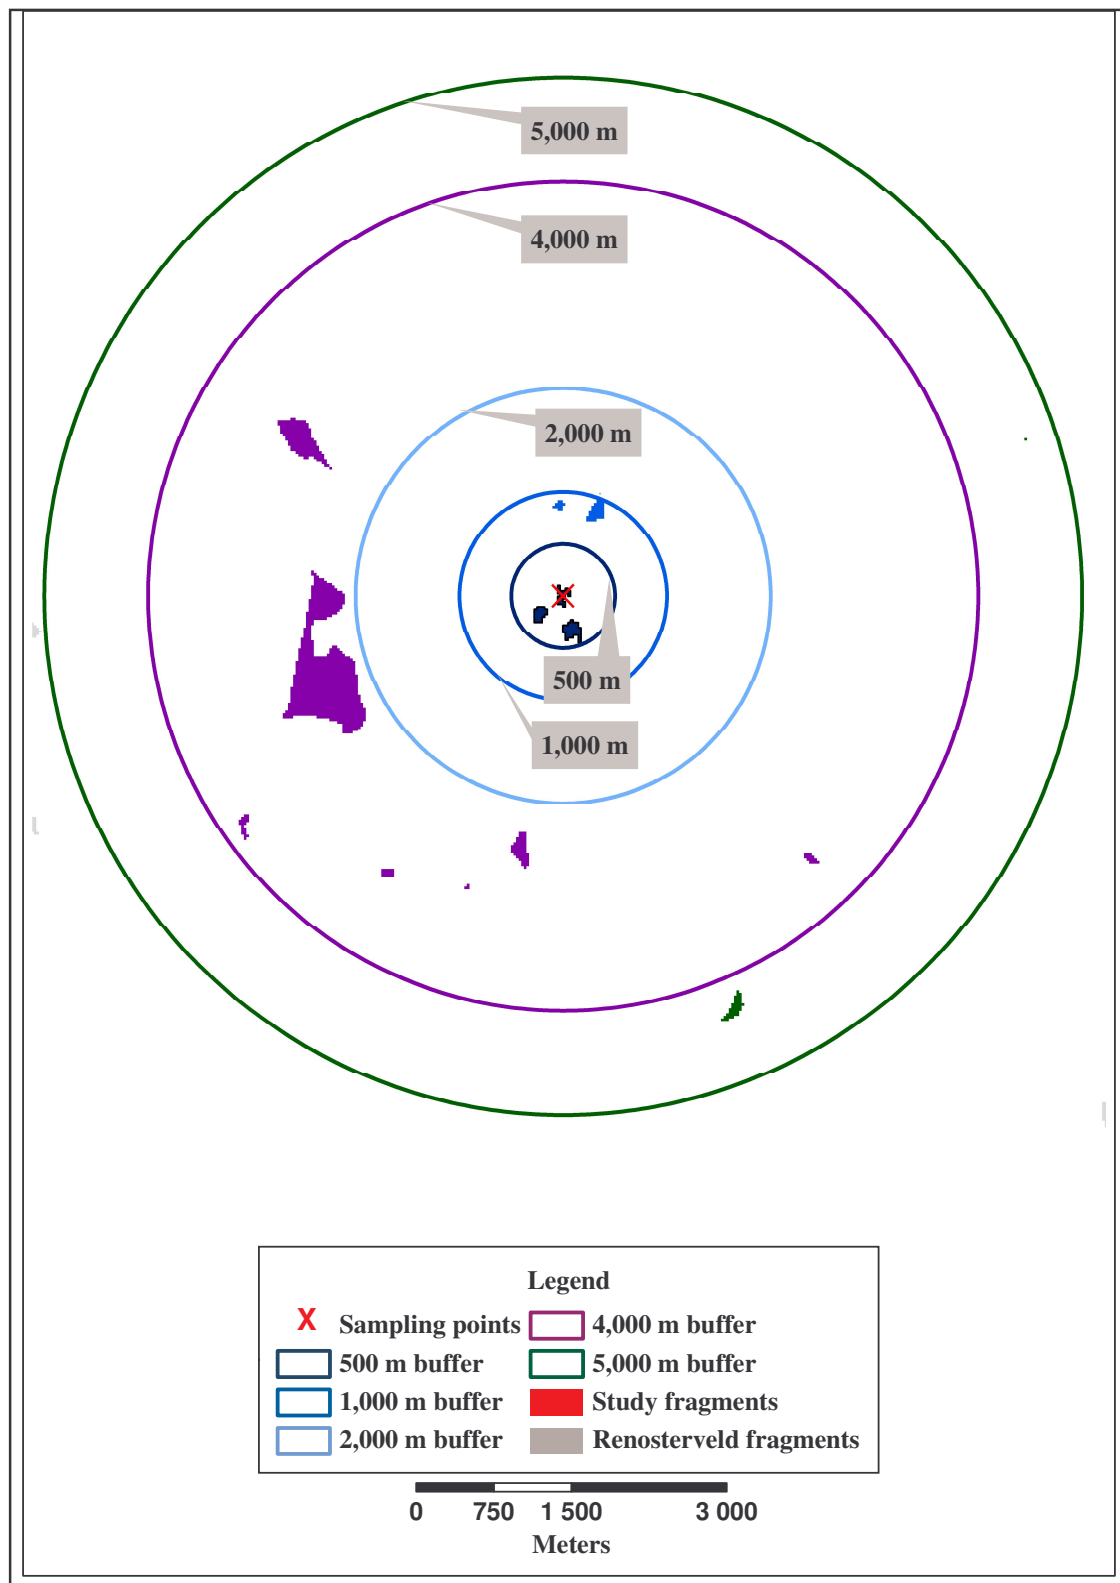 5,000 m
4,000 m
2,000 m
500 m
1,000 m
Legend
X Sampling points
500 m buffer
1,000 m buffer
2,000 m buffer
4,000 m buffer
5,000 m buffer
Study fragments
Renosterveld fragments
0 750 1 500 3 000
Meters